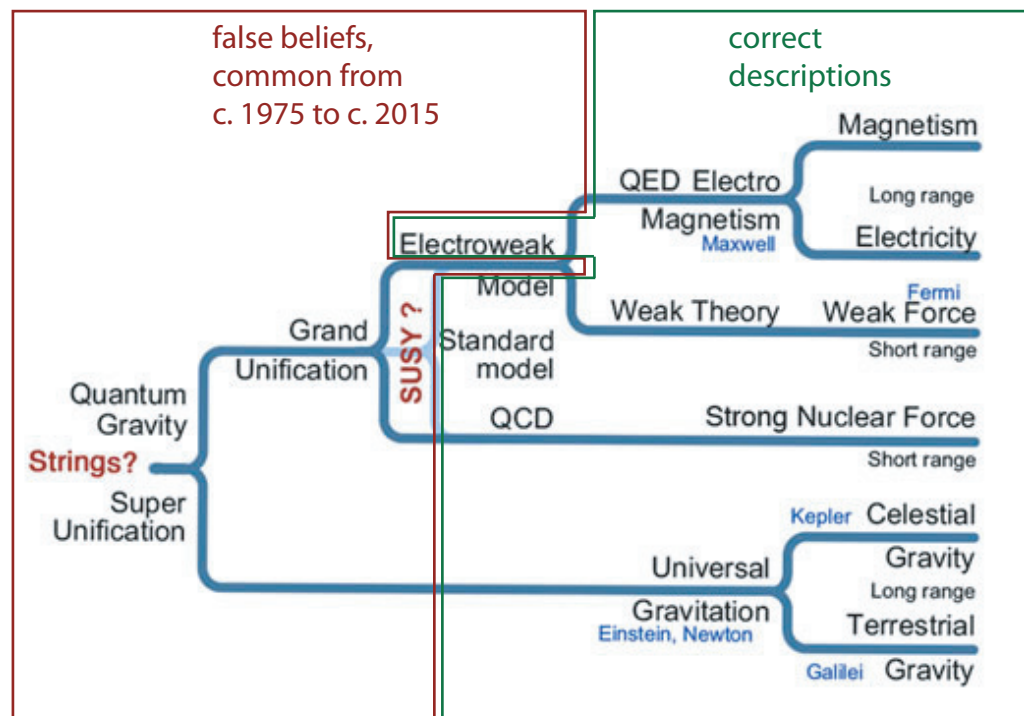 false beliefs,
common from
c. 1975 to c. 2015
correct
descriptions
Magnetism
QED Electro
Long range
Magnetism
Maxwell
Electricity
Electroweak
Model
Fermi
Weak Theory
Weak Force
Short range
Grand
Unification
SUSY ?
Standard
model
Quantum
Gravity
QCD
Strong Nuclear Force
Short range
Strings?
Super
Unification
Kepler Celestial
Gravity
Universal
Long range
Gravitation
Einstein, Newton
Terrestrial
Galilei Gravity